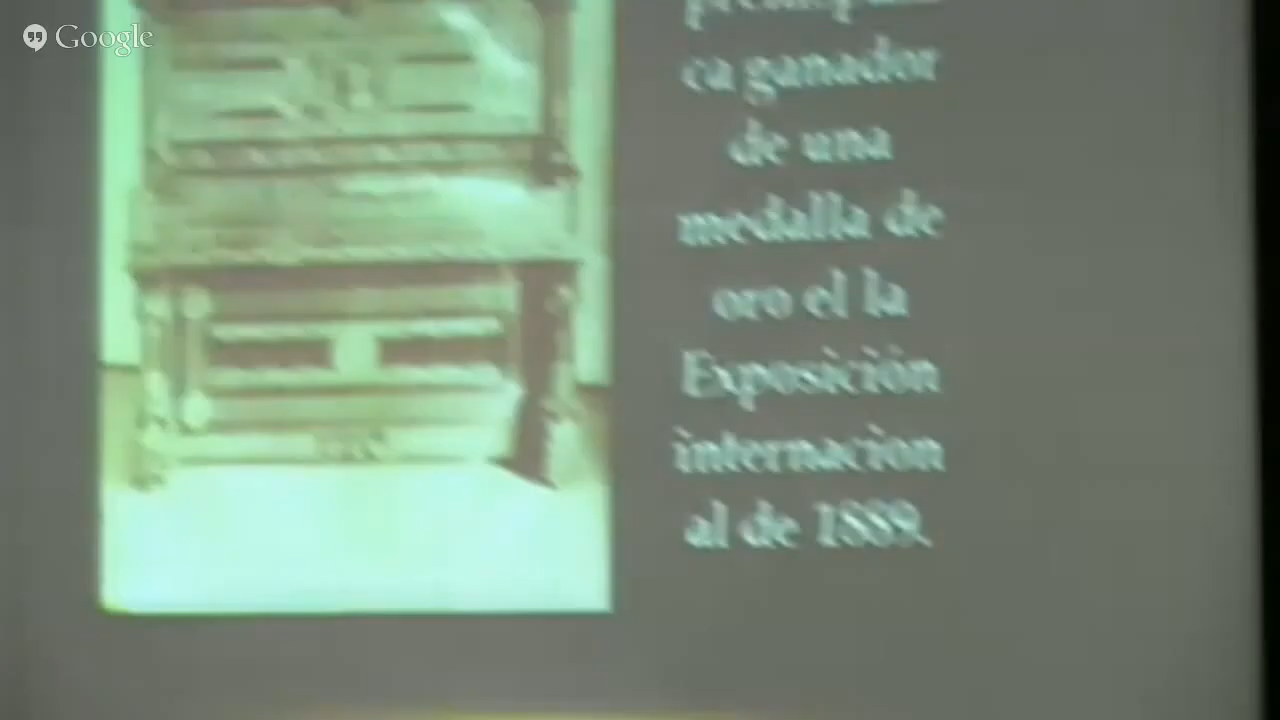 Google
ca ganador
de una
medalla de
oro el la
Exposición
internacion
al de 1889.